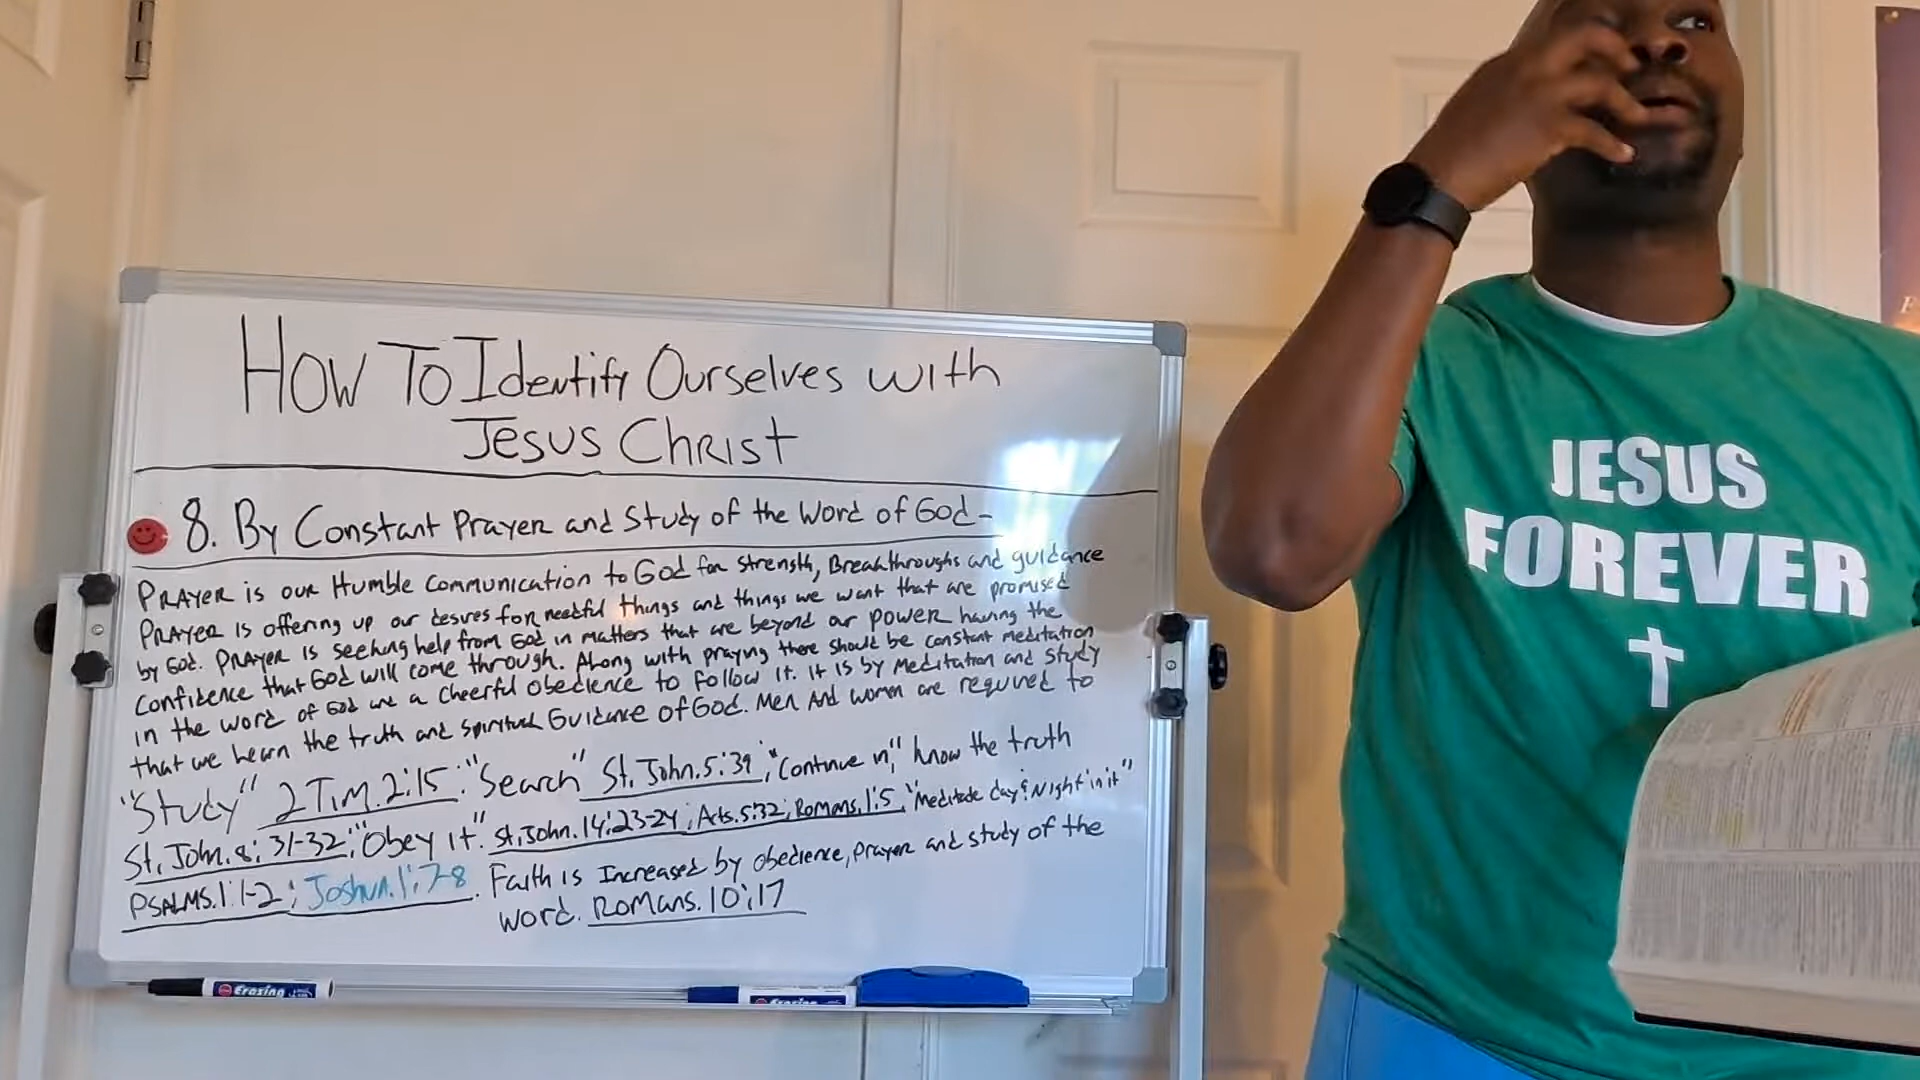 How To Identify Ourselves with
Jesus Christ
8. By Constant Prayer and Study of the Word of God-
Prayer is our Humble communication to God for strength, Breakthroughs and guidance
Prayer is offering up our desires for needful things and things we want that are promised
by God. Prayer is seeking help from God in matters that are beyond our power having the
confidence that God will come through. Along with praying there should be constant meditation
in the word of God and a cheerful obedience to follow it. it is by meditation and study
that we learn the truth and spiritual Guidance of God. Men And women are required to
"Study" 2 Tim. 2:15; "Search" St. John. 5:39; "Continue in," know the truth
St. John. 8: 31-32; "Obey it". St. John. 14:23-24; Acts. 5:32; Romans. 1:5, "Meditate day & Night in it"
Psalms. 1:1-2; Joshua. 1:7-8. Faith is Increased by obedience, prayer and study of the
word. Romans. 10:17
Erasing
JESUS
FOREVER